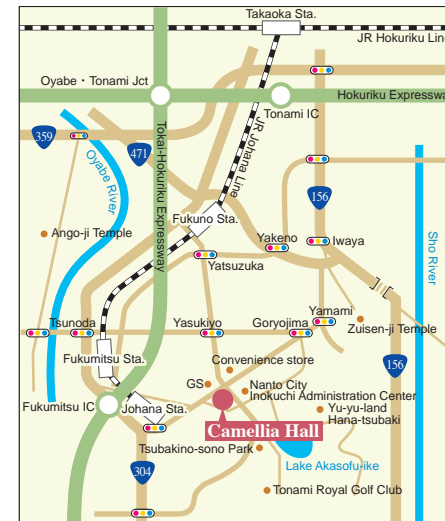 Takaoka Sta.
JR Hokuriku Line
Oyabe・Tonami Jct
Hokuriku Expressway
Tonami IC
359
471
Oyabe River
Tokai-Hokuriku Expressway
JR Johana Line
156
Sho River
Fukuno Sta.
Ango-ji Temple
Yakeno
Iwaya
Yatsuzuka
Yamami
Tsunoda
Yasukiyo
Goryojima
Zuisen-ji Temple
Fukumitsu Sta.
Convenience store
156
GS
Nanto City
Inokuchi Administration Center
Fukumitsu IC
Johana Sta.
Yu-yu-land
Hana-tsubaki
Camellia Hall
Tsubakino-sono Park
Lake Akasofu-ike
304
Tonami Royal Golf Club